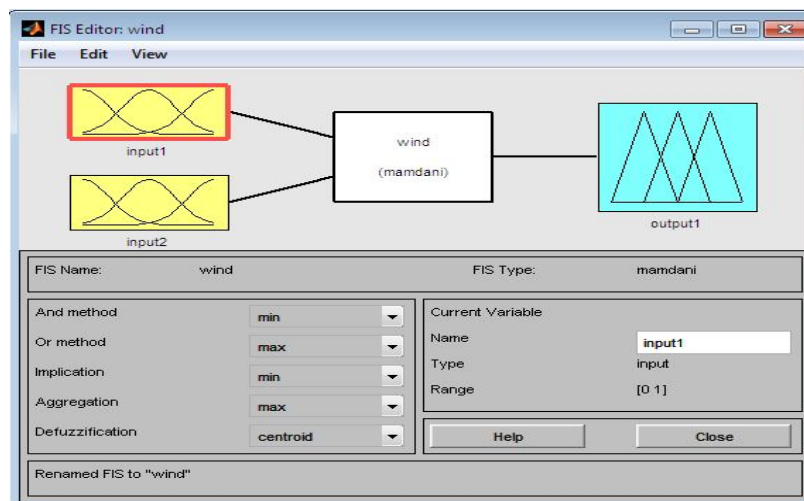 FIS Editor: wind
File Edit View
input1
wind
(mamdani)
input2
output1
FIS Name: wind FIS Type: mamdani
And method min
Or method max
Implication min
Aggregation max
Defuzzification centroid
Current Variable
Name input1
Type input
Range [0 1]
Help Close
Renamed FIS to "wind"